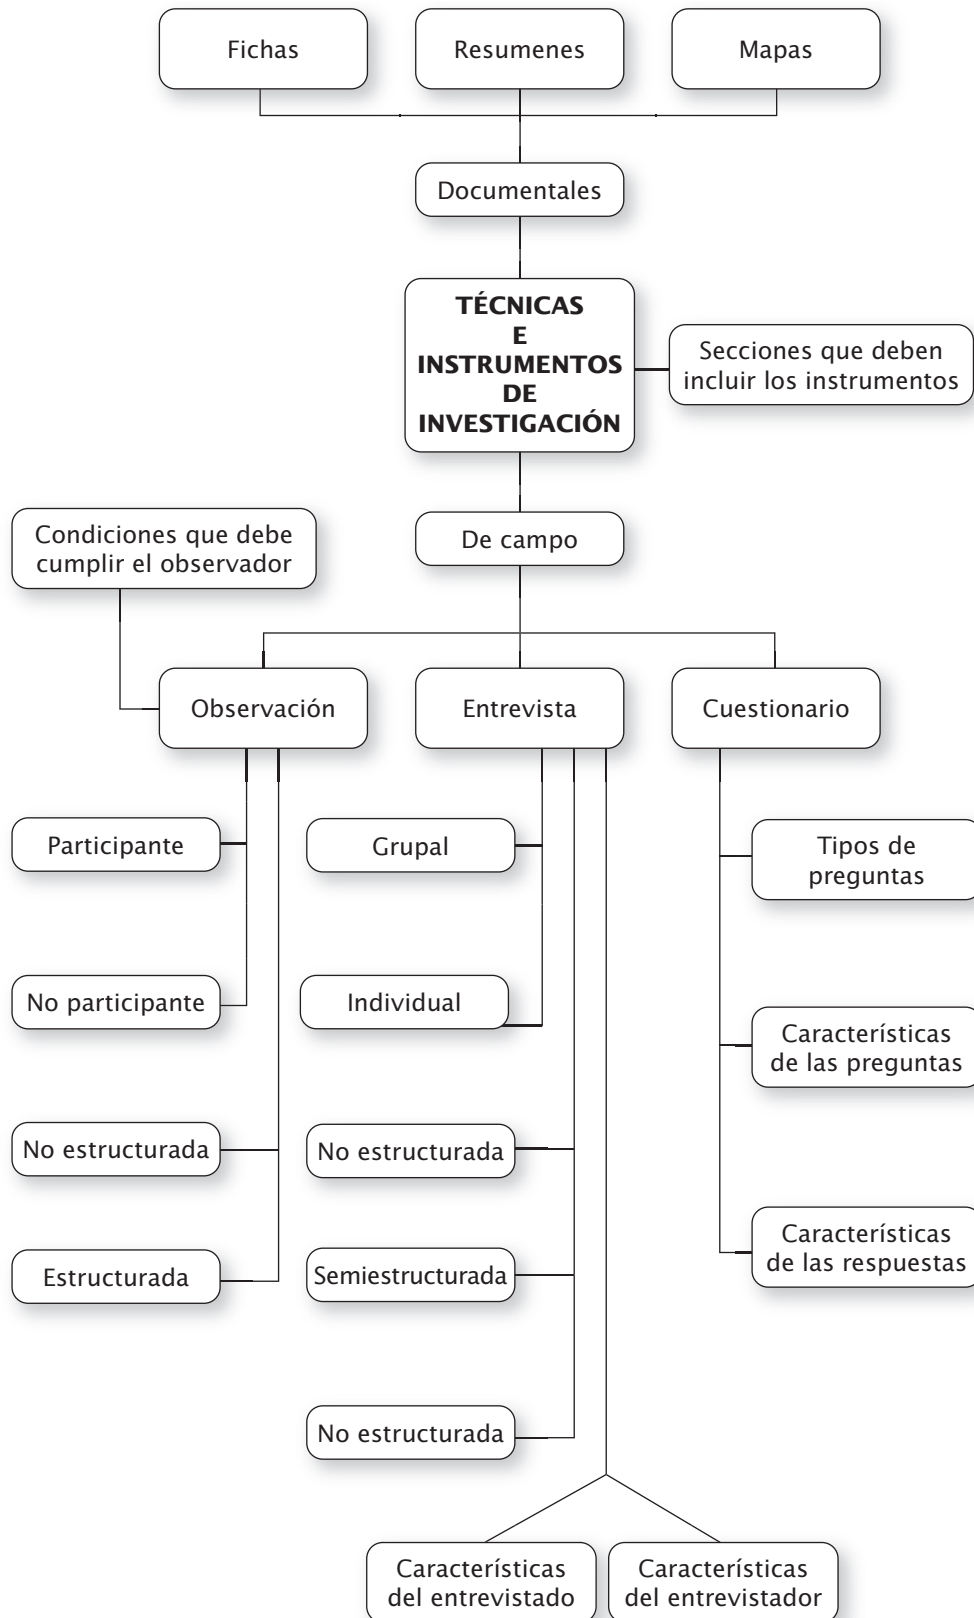 Fichas
Resumenes
Mapas
Documentales
TÉCNICAS
E
INSTRUMENTOS
DE
INVESTIGACIÓN
Secciones que deben
incluir los instrumentos
De campo
Condiciones que debe
cumplir el observador
Observación
Entrevista
Cuestionario
Participante
No participante
No estructurada
Estructurada
Grupal
Individual
No estructurada
Semiestructurada
No estructurada
Características
del entrevistado
Características
del entrevistador
Tipos de
preguntas
Características
de las preguntas
Características
de las respuestas